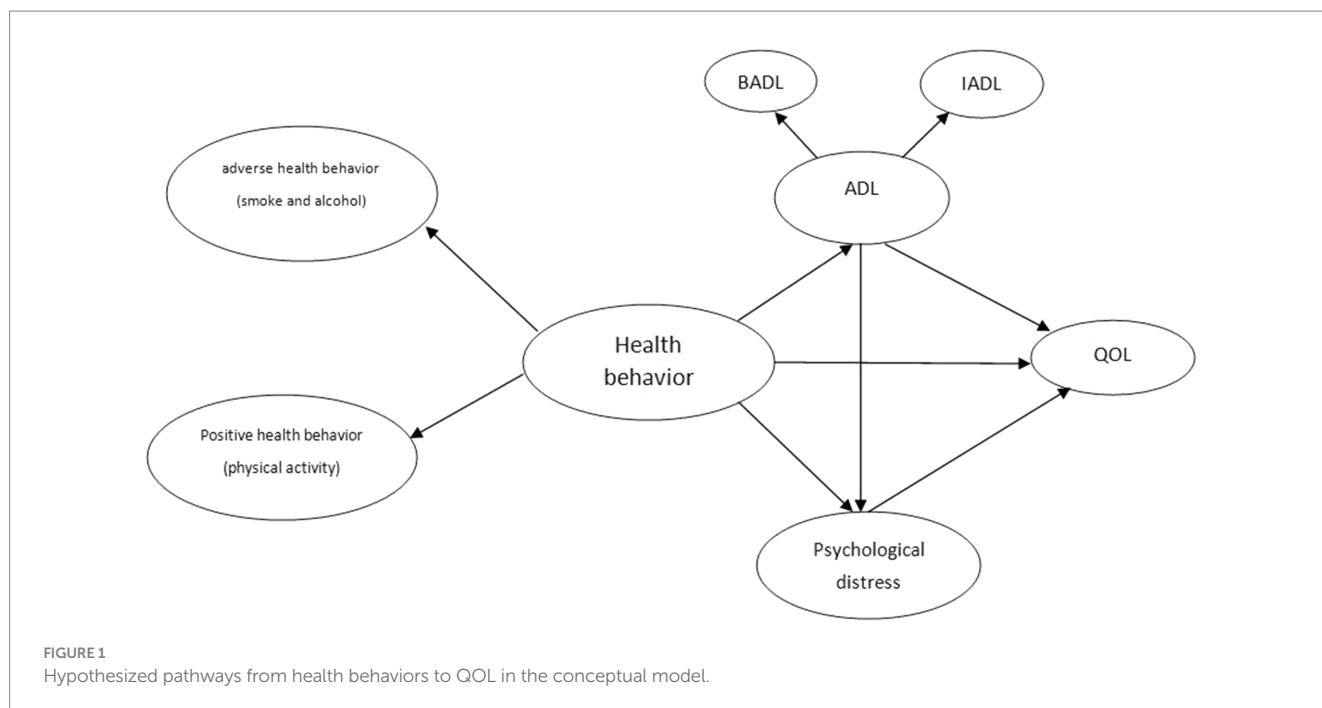 BADL
IADL
adverse health behavior
(smoke and alcohol)
ADL
Health
behavior
QOL
Positive health behavior
(physical activity)
Psychological
distress
FIGURE 1
Hypothesized pathways from health behaviors to QOL in the conceptual model.